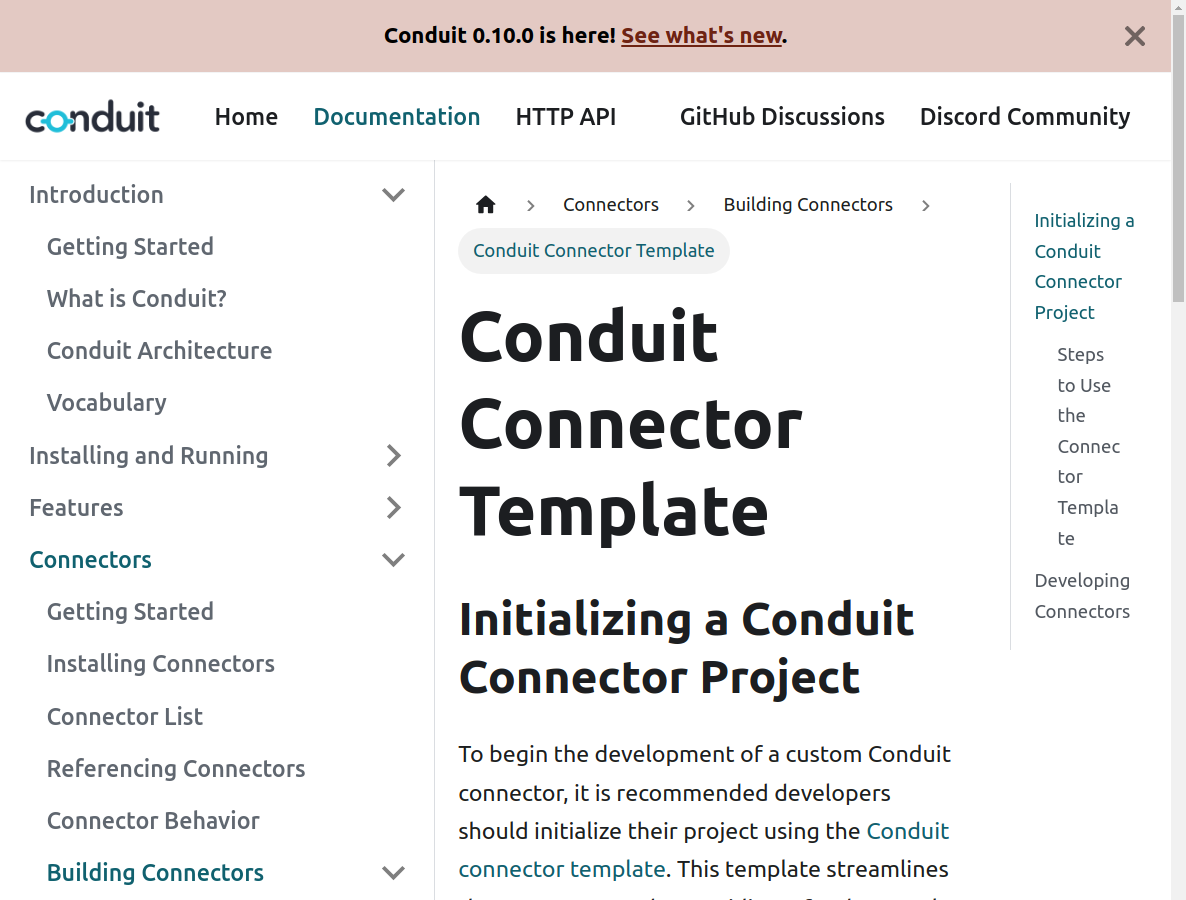 Conduit 0.10.0 is here! See what's new.
conduit
Home
Documentation
HTTP API
GitHub Discussions
Discord Community
Introduction
Getting Started
What is Conduit?
Conduit Architecture
Vocabulary
Installing and Running
Features
Connectors
Getting Started
Installing Connectors
Connector List
Referencing Connectors
Connector Behavior
Building Connectors
Connectors
Building Connectors
Conduit Connector Template
Conduit
Connector
Template
Initializing a Conduit
Connector Project
To begin the development of a custom Conduit
connector, it is recommended developers
should initialize their project using the Conduit
connector template. This template streamlines
Initializing a
Conduit
Connector
Project
Steps
to Use
the
Connec
tor
Templa
te
Developing
Connectors